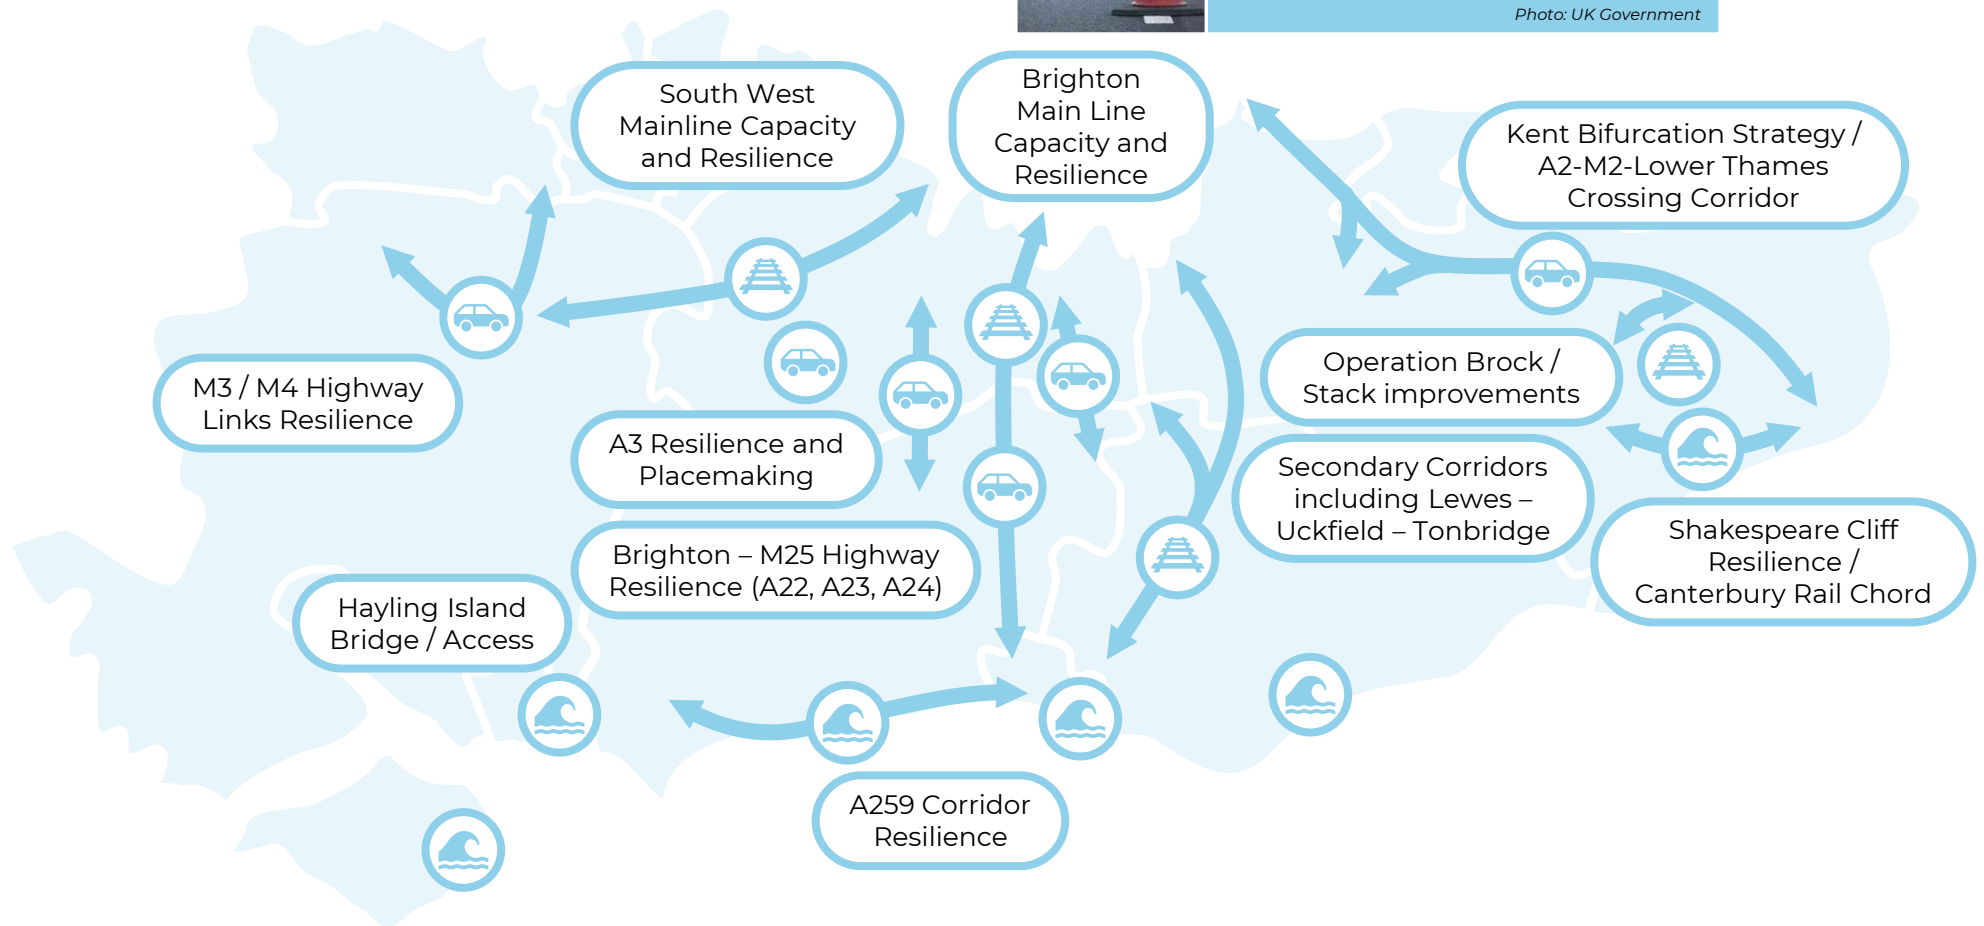 Photo: UK Government
South West
Mainline Capacity
and Resilience
Brighton
Main Line
Capacity and
Resilience
Kent Bifurcation Strategy /
A2-M2-Lower Thames
Crossing Corridor
M3 / M4 Highway
Links Resilience
Operation Brock /
Stack improvements
A3 Resilience and
Placemaking
Secondary Corridors
including Lewes –
Uckfield – Tonbridge
Brighton – M25 Highway
Resilience (A22, A23, A24)
Shakespeare Cliff
Resilience /
Canterbury Rail Chord
Hayling Island
Bridge / Access
A259 Corridor
Resilience